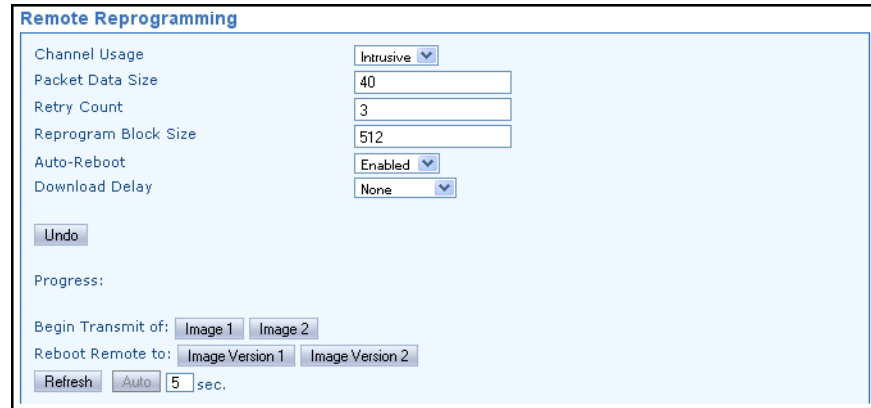 Remote Reprogramming
Channel Usage Intrusive
Packet Data Size 40
Retry Count 3
Reprogram Block Size 512
Auto-Reboot Enabled
Download Delay None
Undo
Progress:
Begin Transmit of: Image 1 Image 2
Reboot Remote to: Image Version 1 Image Version 2
Refresh Auto 5 sec.